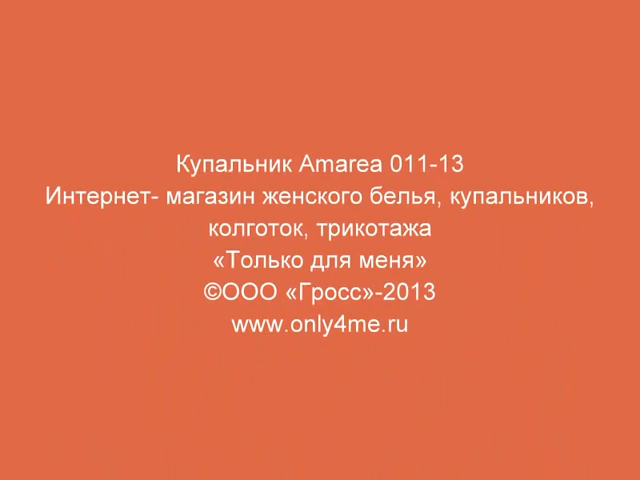 Купальник Amarea 011-13
Интернет- магазин женского белья, купальников,
колготок, трикотажа
«Только для меня»
©ООО «Гросс»-2013
www.only4me.ru